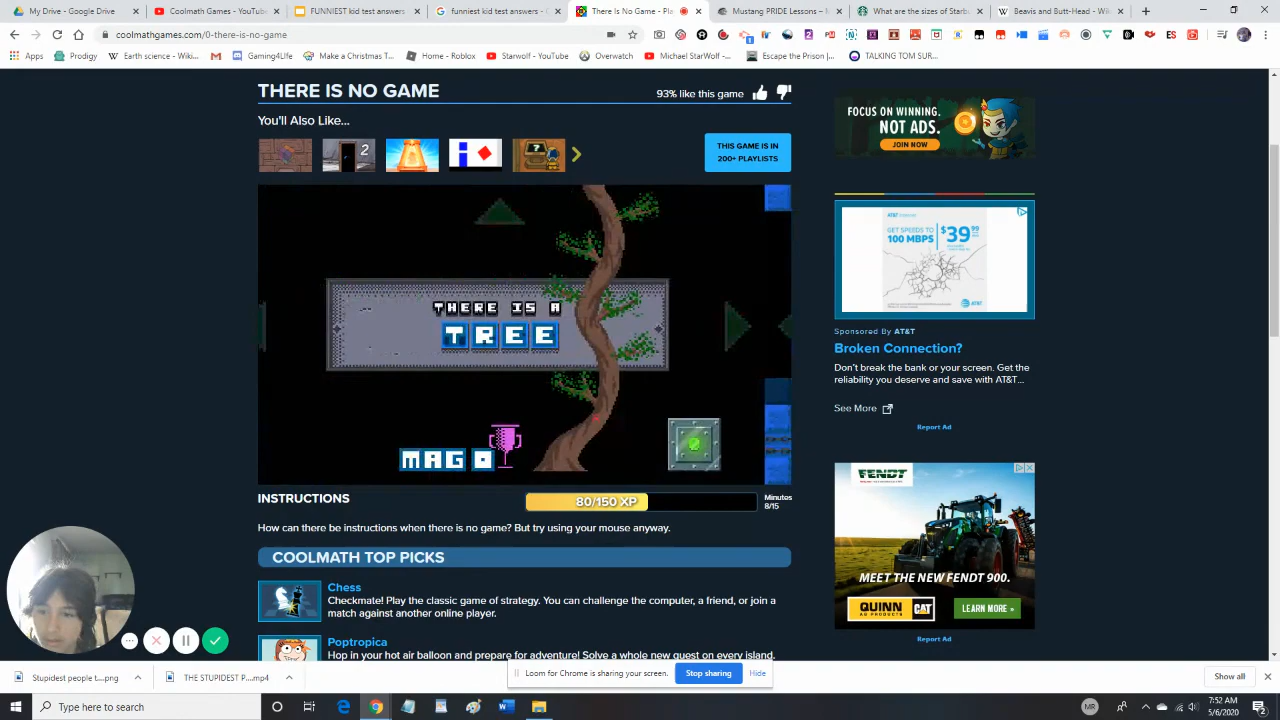 My Drive - Google Drive
Coolmath Games - YouTube
FUNNIEST kid test answers
funniest kid test answers -
There Is No Game - Pla
Mustang PRIDE Lessons –
The What are the sizes of Starb
Beavis and Butt-Head - Wik
coolmathgames.com/0-there-is-no-game
Apps
Prodigy
Earth science - Wiki...
Gaming4Life
Make a Christmas T...
Home - Roblox
Starwolf - YouTube
Overwatch
Michael StarWolf -...
Escape the Prison |...
TALKING TOM SUR...
THERE IS NO GAME
93% like this game
You'll Also Like...
THIS GAME IS IN
200+ PLAYLISTS
THERE IS A
TREE
MAGO
INSTRUCTIONS
80/150 XP
Minutes
8/15
How can there be instructions when there is no game? But try using your mouse anyway.
COOLMATH TOP PICKS
Chess
Checkmate! Play the classic game of strategy. You can challenge the computer, a friend, or join a
match against another online player.
Poptropica
Hop in your hot air balloon and prepare for adventure! Solve a whole new quest on every island.
FOCUS ON WINNING.
NOT ADS.
JOIN NOW
GET SPEEDS TO
100 MBPS
$39.99
AT&T
Sponsored By AT&T
Broken Connection?
Don't break the bank or your screen. Get the
reliability you deserve and save with AT&T...
See More
Report Ad
FENDT
MEET THE NEW FENDT 900.
QUINN
CAT
LEARN MORE »
Report Ad
Stupidest people t....png
THE STUPIDEST P....mp4
Loom for Chrome is sharing your screen.
Stop sharing
Hide
Show all
Type here to search
MR
7:52 AM
5/6/2020